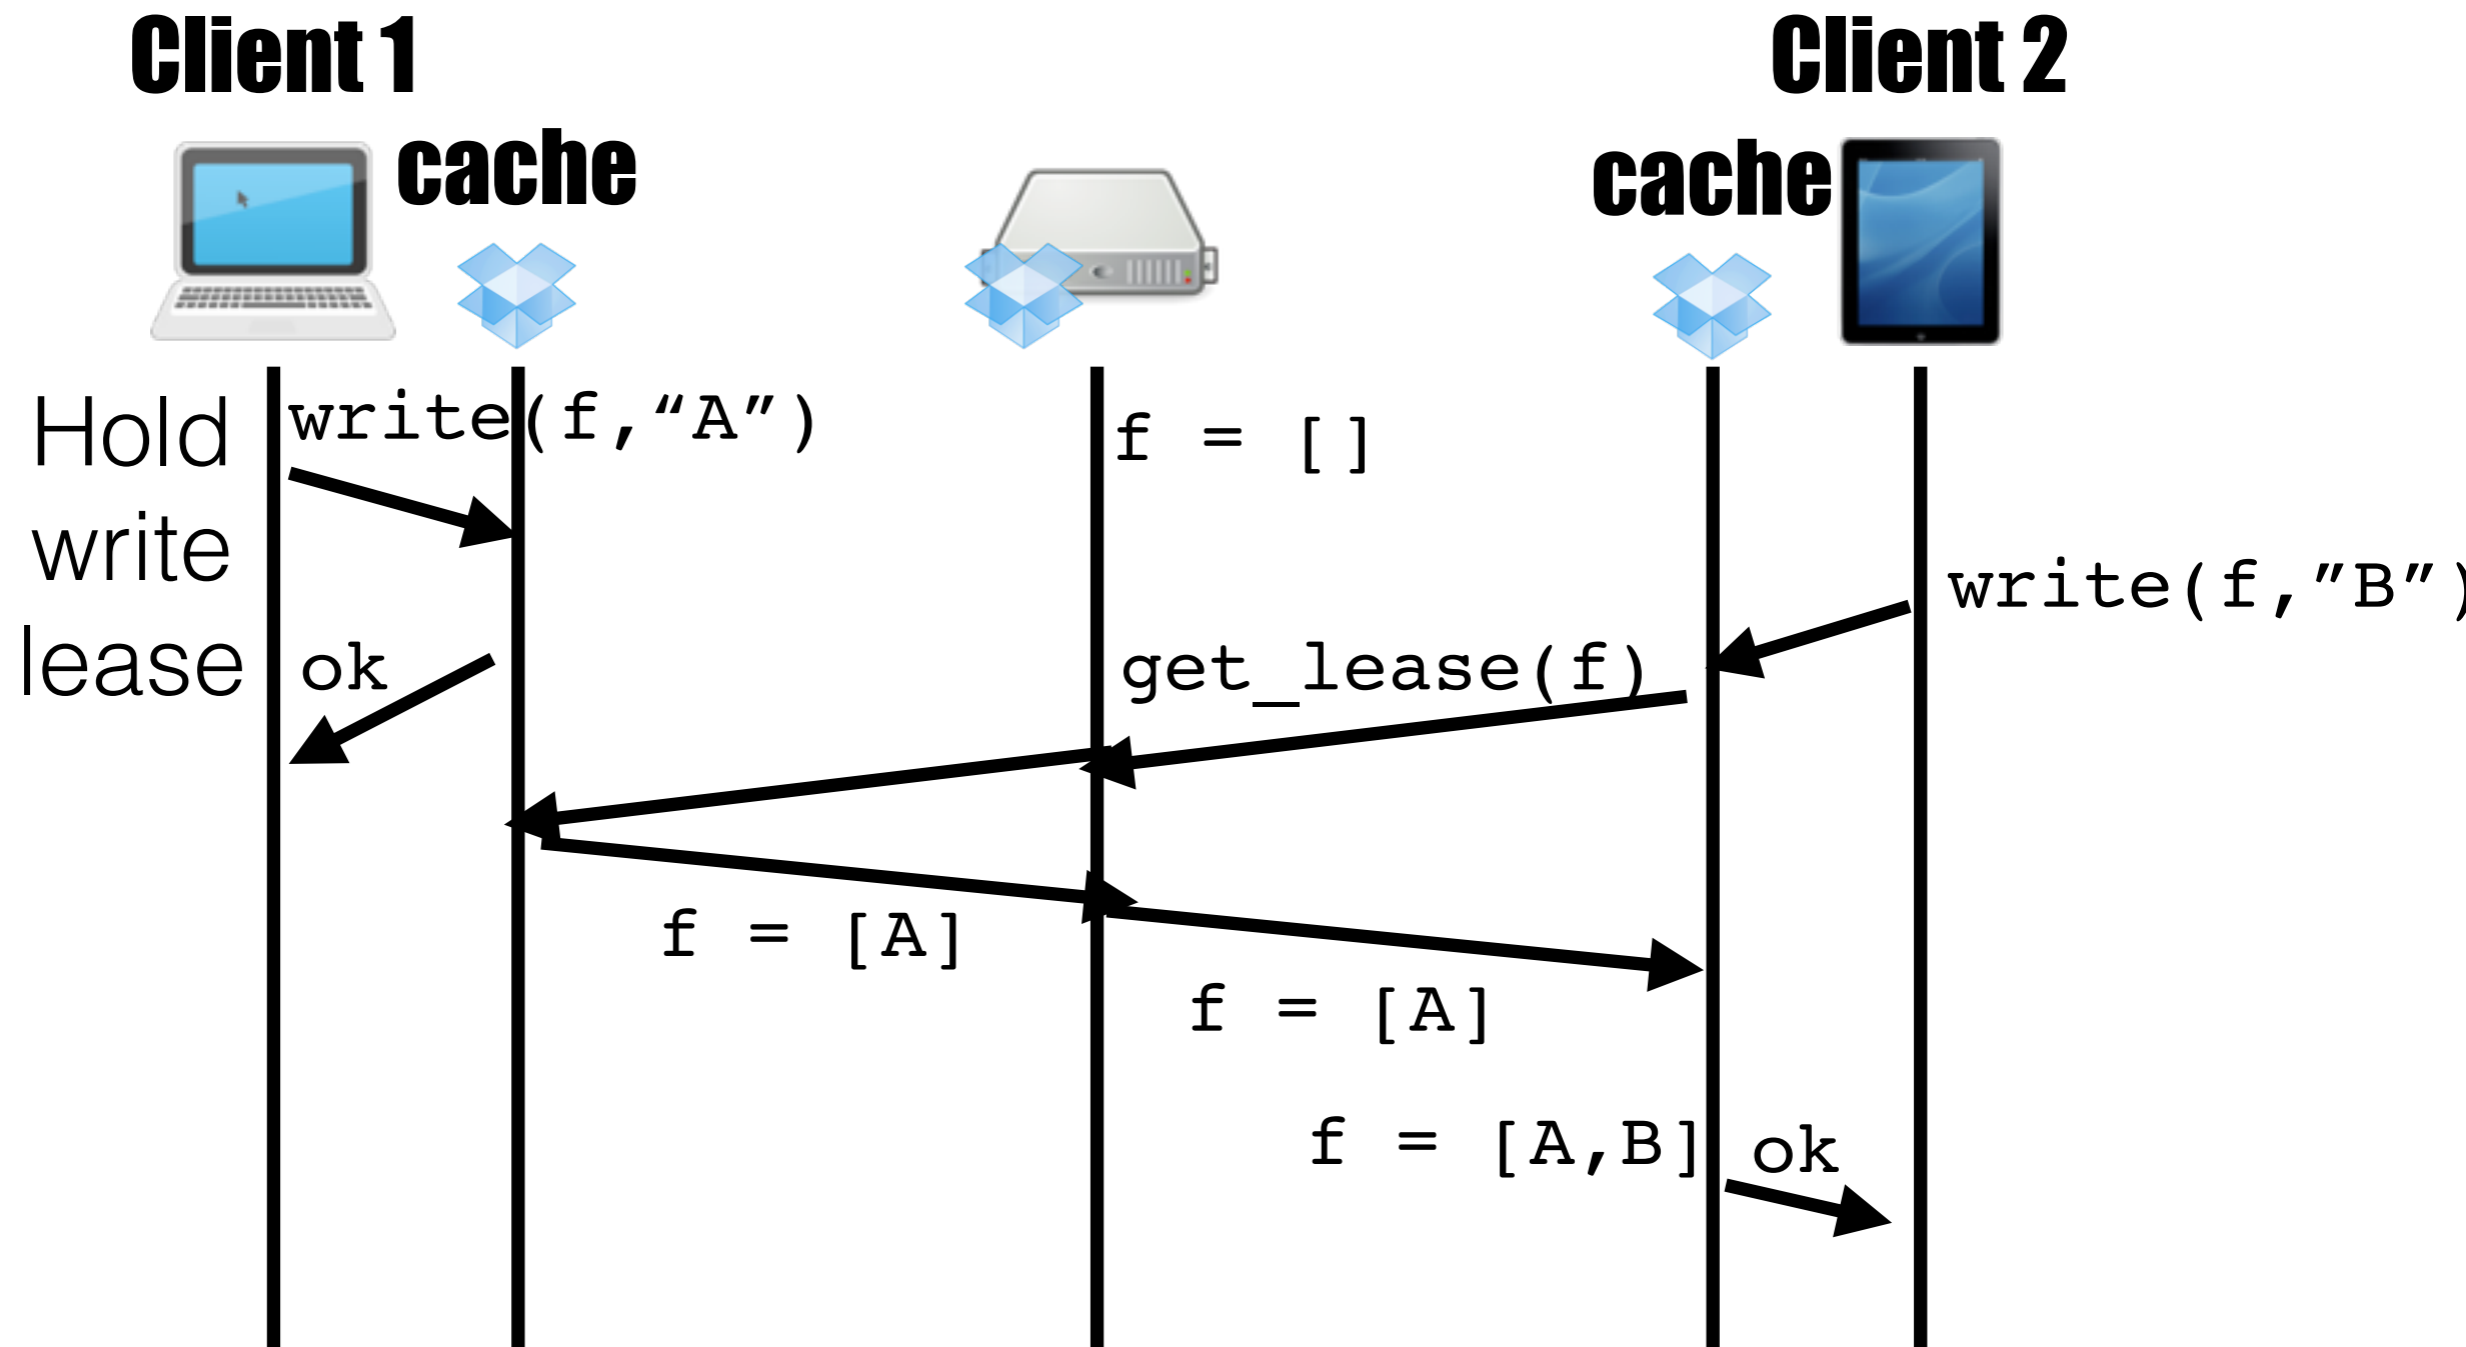 Client 1
Client 2
cache
cache
Hold
write
lease
write(f,“A”)
f = []
write(f,”B”)
ok
get_lease(f)
f = [A]
f = [A]
f = [A,B]
ok